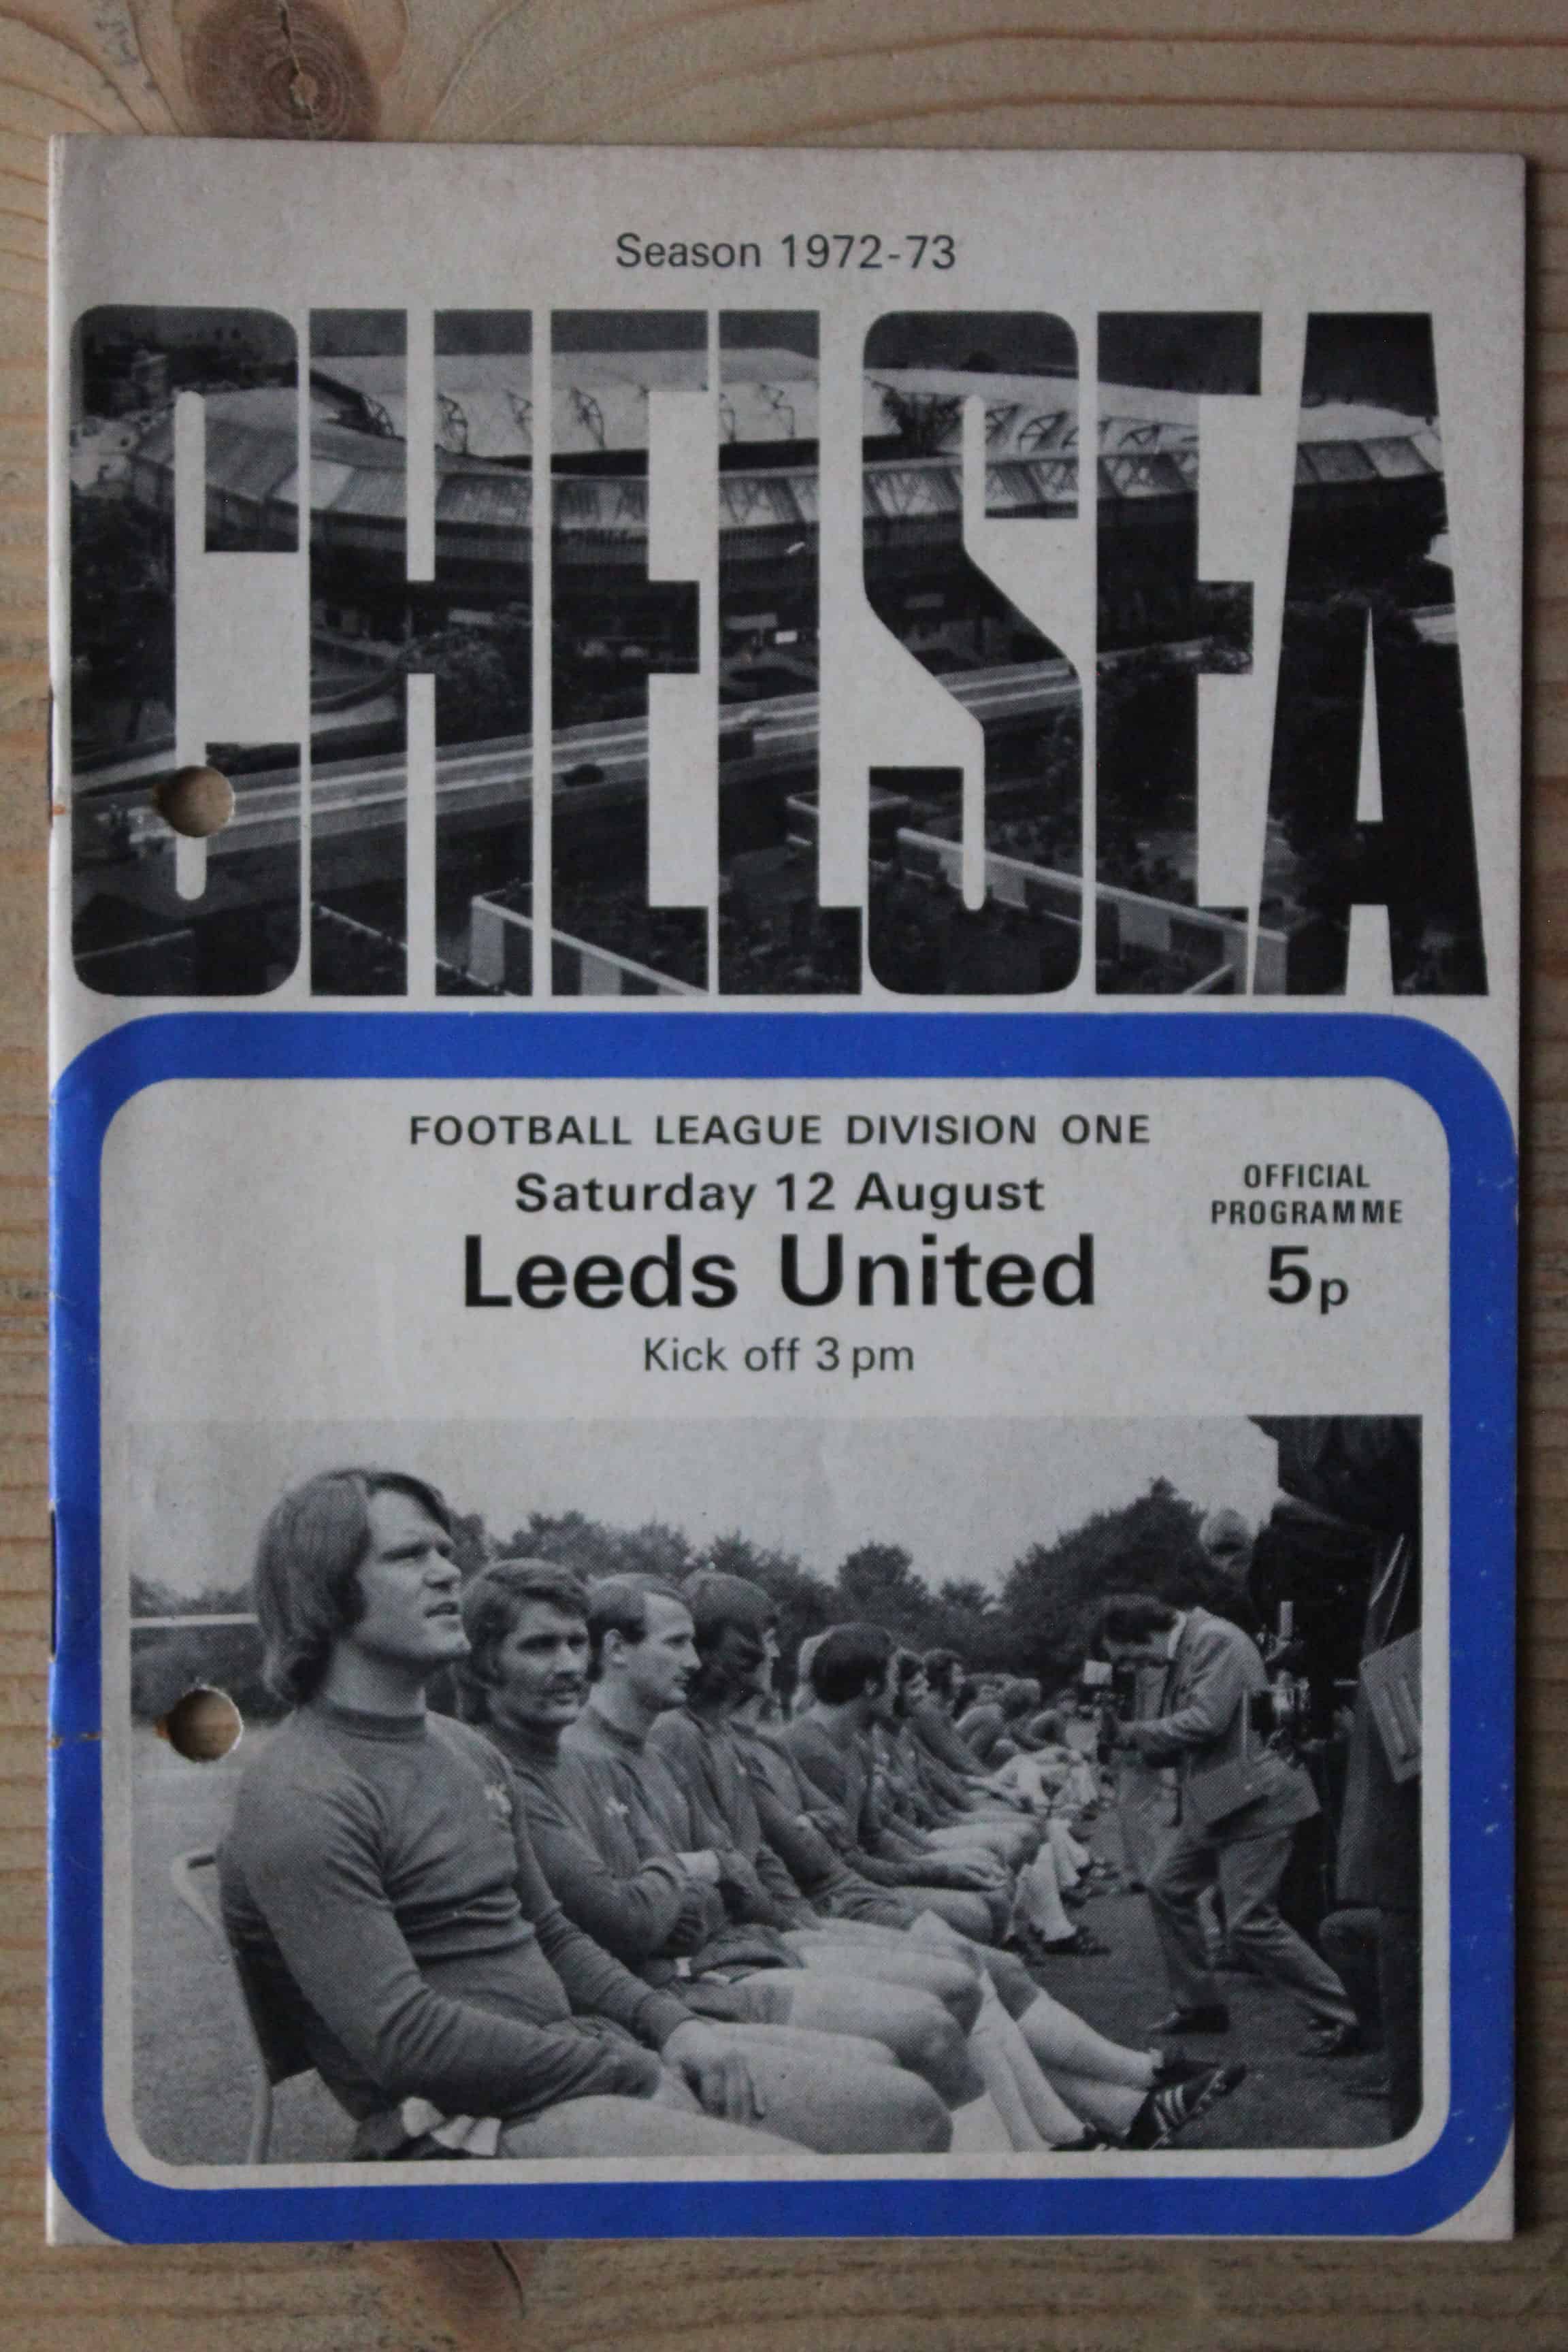 Season 1972-73
CHELSEA
FOOTBALL LEAGUE DIVISION ONE
Saturday 12 August
Leeds United
Kick off 3 pm
OFFICIAL
PROGRAMME
5p